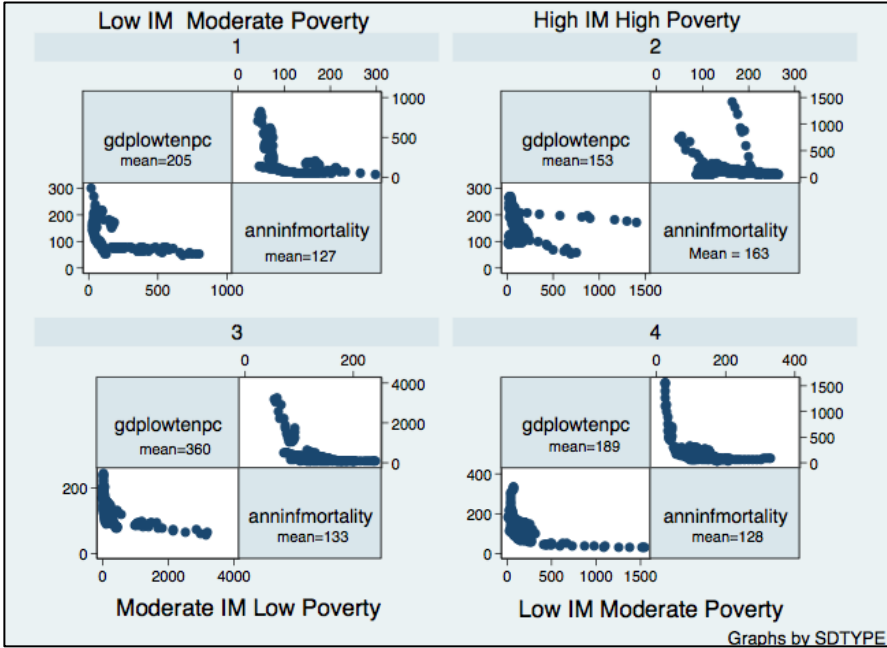 Low IM  Moderate Poverty
High IM High Poverty
1
2
0 100 200 300
0 100 200 300
gdplowtenpc
mean=205
1000
500
0
gdplowtenpc
mean=153
1500
1000
500
0
300
200
100
0
anninfmortality
mean=127
300
200
100
0
anninfmortality
Mean = 163
0 500 1000
0 500 1000 1500
3
4
0 200
0 200 400
gdplowtenpc
mean=360
4000
2000
0
gdplowtenpc
mean=189
1500
1000
500
0
200
0
anninfmortality
mean=133
400
200
0
anninfmortality
mean=128
0 2000 4000
0 500 1000 1500
Moderate IM Low Poverty
Low IM Moderate Poverty
Graphs by SDTYPE